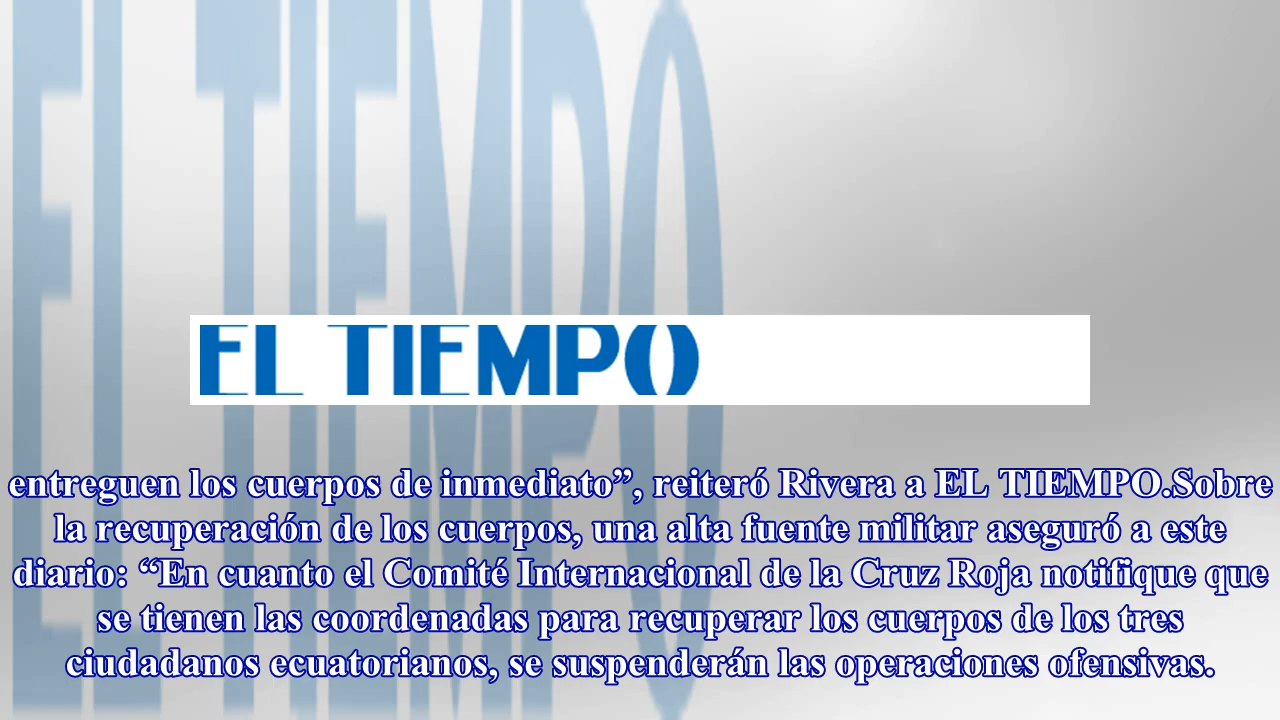 EL TIEMPO
EL TIEMPO
entreguen los cuerpos de inmediato”, reiteró Rivera a EL TIEMPO.Sobre
la recuperación de los cuerpos, una alta fuente militar aseguró a este
diario: “En cuanto el Comité Internacional de la Cruz Roja notifique que
se tienen las coordenadas para recuperar los cuerpos de los tres
ciudadanos ecuatorianos, se suspenderán las operaciones ofensivas.